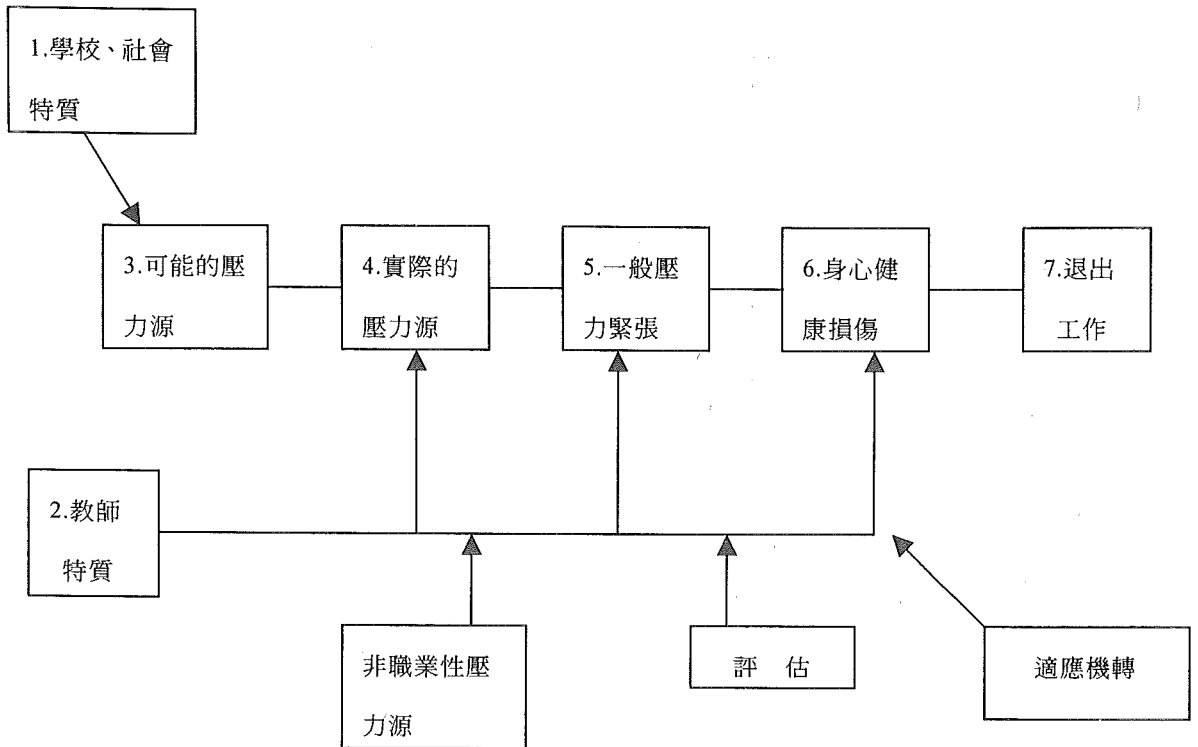 1.學校、社會
特質
3.可能的壓
力源
4.實際的
壓力源
5.一般壓
力緊張
6.身心健
康損傷
7.退出
工作
2.教師
特質
非職業性壓
力源
評 估
適應機轉